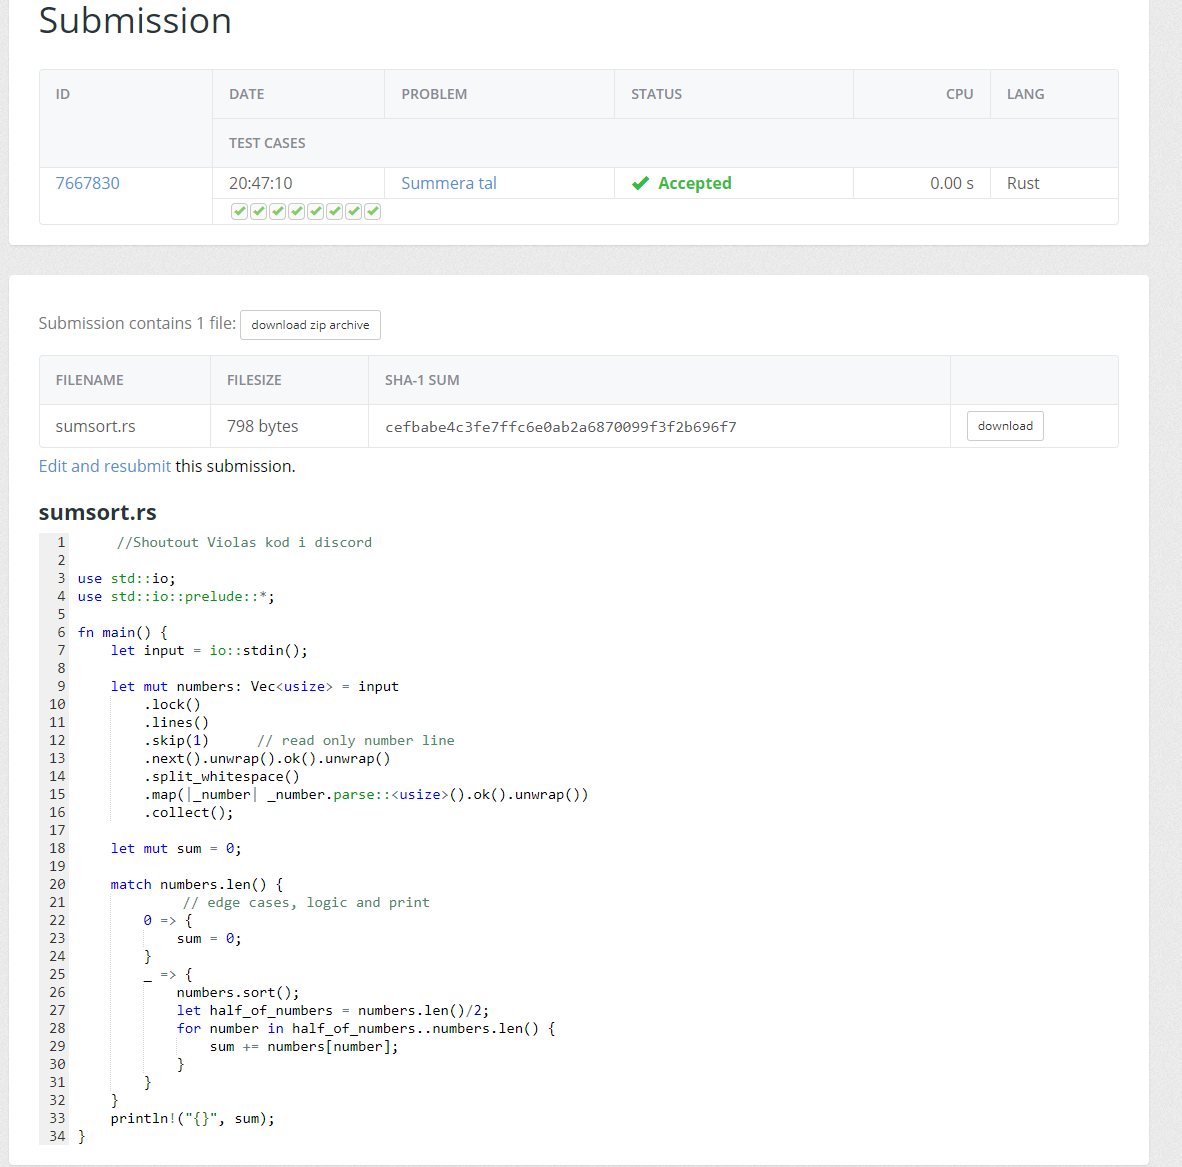 Submission
ID DATE PROBLEM STATUS CPU LANG
TEST CASES
7667830 20:47:10 Summera tal Accepted 0.00 s Rust
Submission contains 1 file: download zip archive
FILENAME FILESIZE SHA-1 SUM
sumsort.rs 798 bytes cefbabe4c3fe7ffc6e0ab2a6870099f3f2b696f7 download
Edit and resubmit this submission.
sumsort.rs
1 //Shoutout Violas kod i discord
2
3 use std::io;
4 use std::io::prelude::*;
5
6 fn main() {
7 let input = io::stdin();
8
9 let mut numbers: Vec<usize> = input
10 .lock()
11 .lines()
12 .skip(1) // read only number line
13 .next().unwrap().ok().unwrap()
14 .split_whitespace()
15 .map(|_number| _number.parse::<usize>().ok().unwrap())
16 .collect();
17
18 let mut sum = 0;
19
20 match numbers.len() {
21 // edge cases, logic and print
22 0 => {
23 sum = 0;
24 }
25 _ => {
26 numbers.sort();
27 let half_of_numbers = numbers.len()/2;
28 for number in half_of_numbers..numbers.len() {
29 sum += numbers[number];
30 }
31 }
32 }
33 println!("{}", sum);
34 }